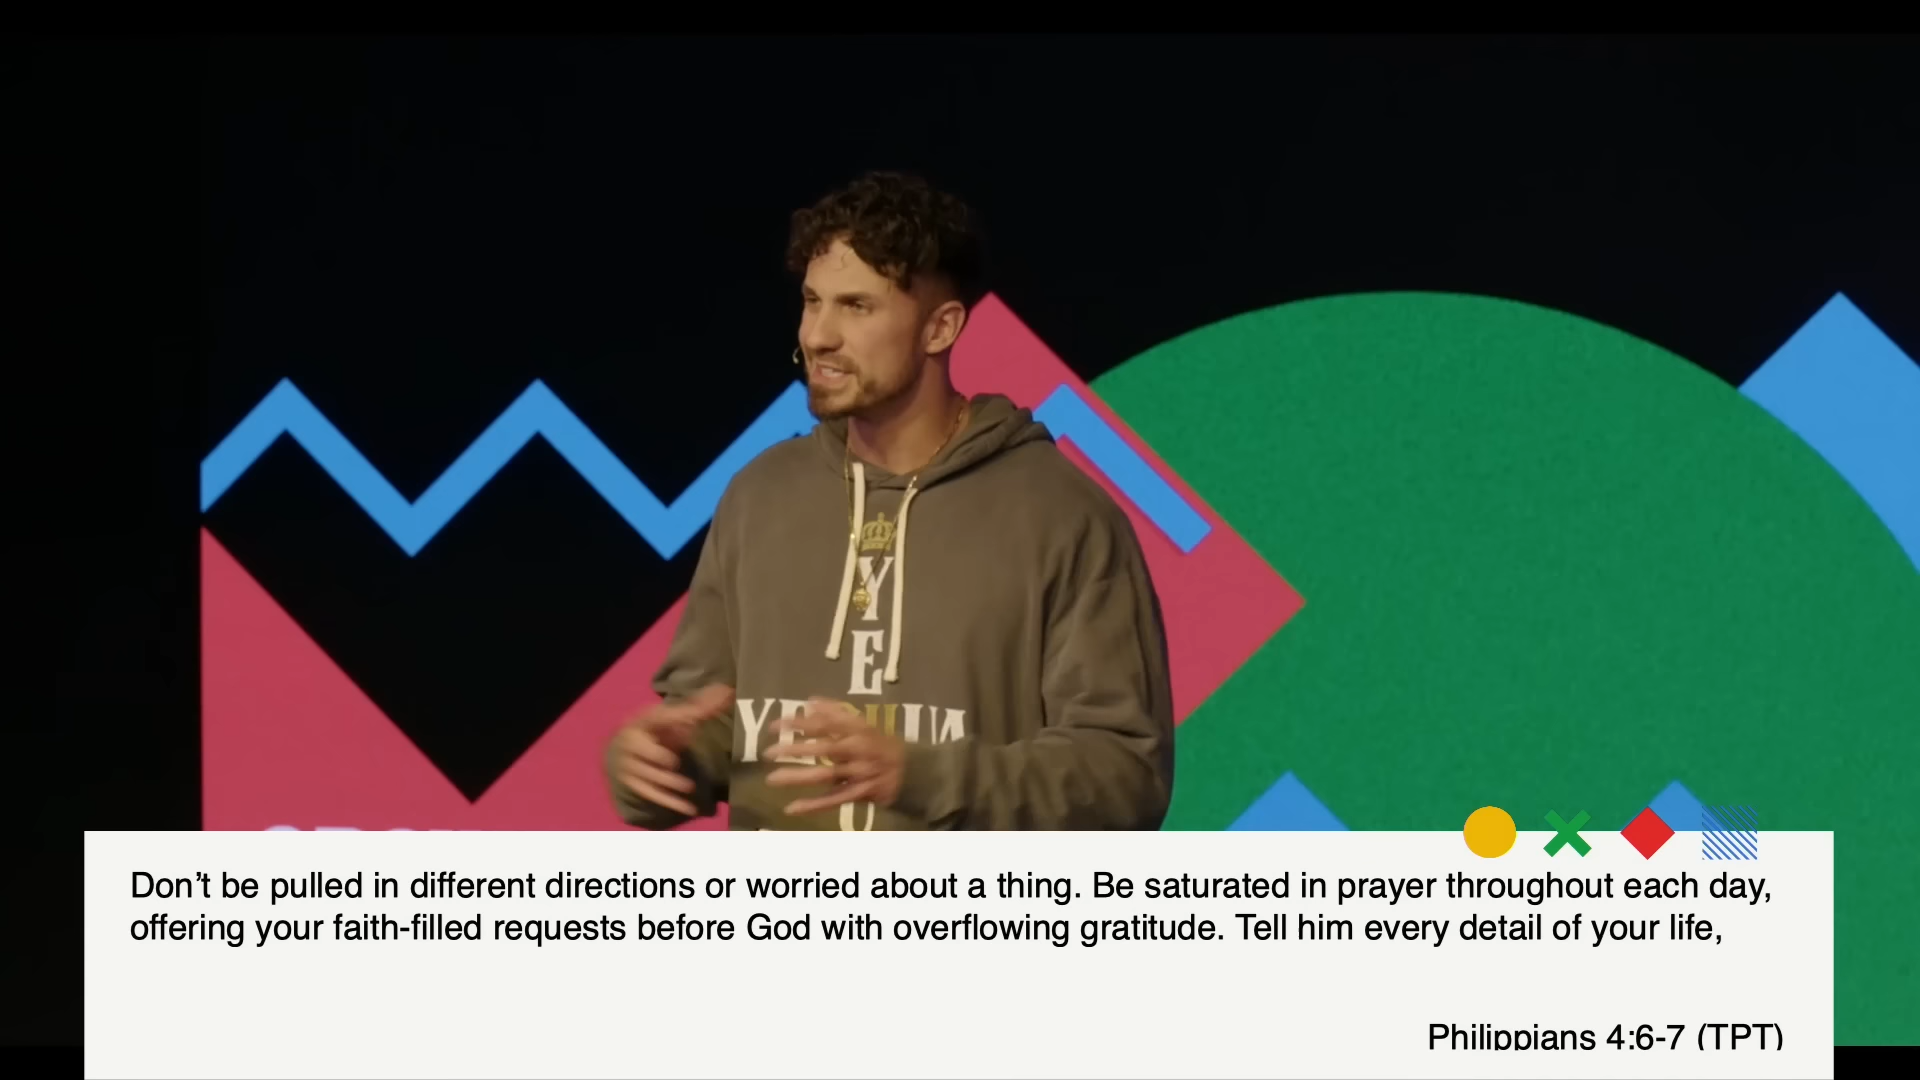 Y
E
YESHUA
U
Don't be pulled in different directions or worried about a thing. Be saturated in prayer throughout each day,
offering your faith-filled requests before God with overflowing gratitude. Tell him every detail of your life,
Philippians 4:6-7 (TPT)